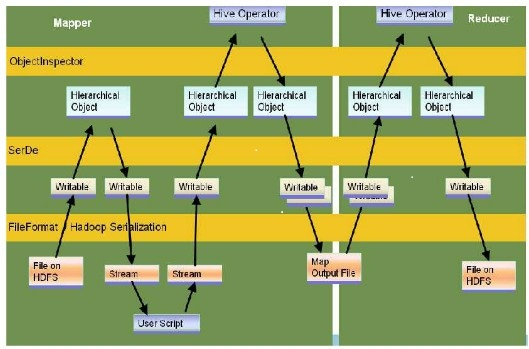 Mapper
Hive Operator
Hive Operator
Reducer
ObjectInspector
Hierarchical
Object
Hierarchical
Object
Hierarchical
Object
Hierarchical
Object
Hierarchical
Object
SerDe
Writable
Writable
Writable
Writable
Writable
Writable
Writable
FileFormat / Hadoop Serialization
File on
HDFS
Stream
Stream
Map
Output File
File on
HDFS
User Script